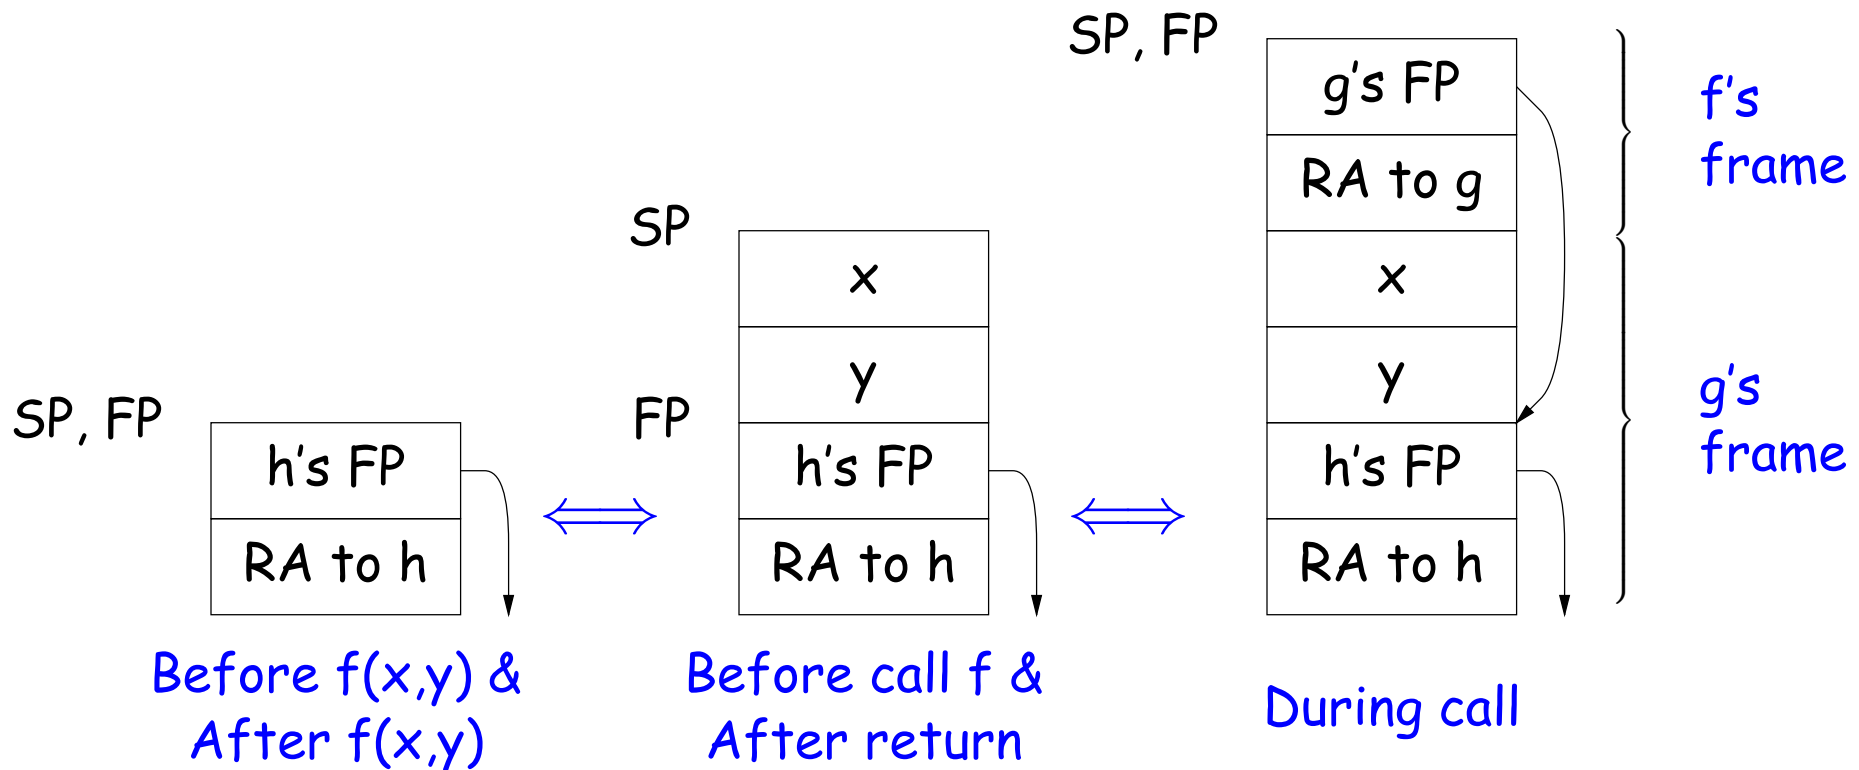 SP, FP
h's FP
RA to h
Before f(x,y) &
After f(x,y)
SP
x
y
FP
h's FP
RA to h
Before call f &
After return
SP, FP
g's FP
RA to g
x
y
h's FP
RA to h
During call
f's
frame
g's
frame